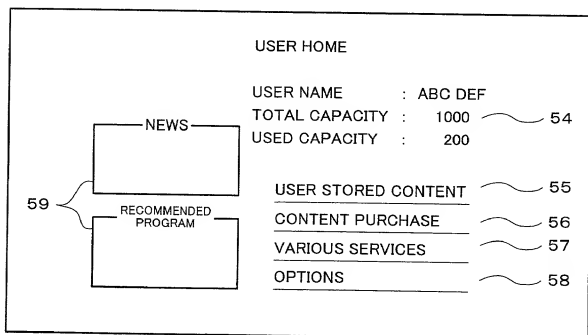 USER HOME
USER NAME : ABC DEF
TOTAL CAPACITY : 1000 54
USED CAPACITY : 200
NEWS
59
RECOMMENDED
PROGRAM
USER STORED CONTENT 55
CONTENT PURCHASE 56
VARIOUS SERVICES 57
OPTIONS 58